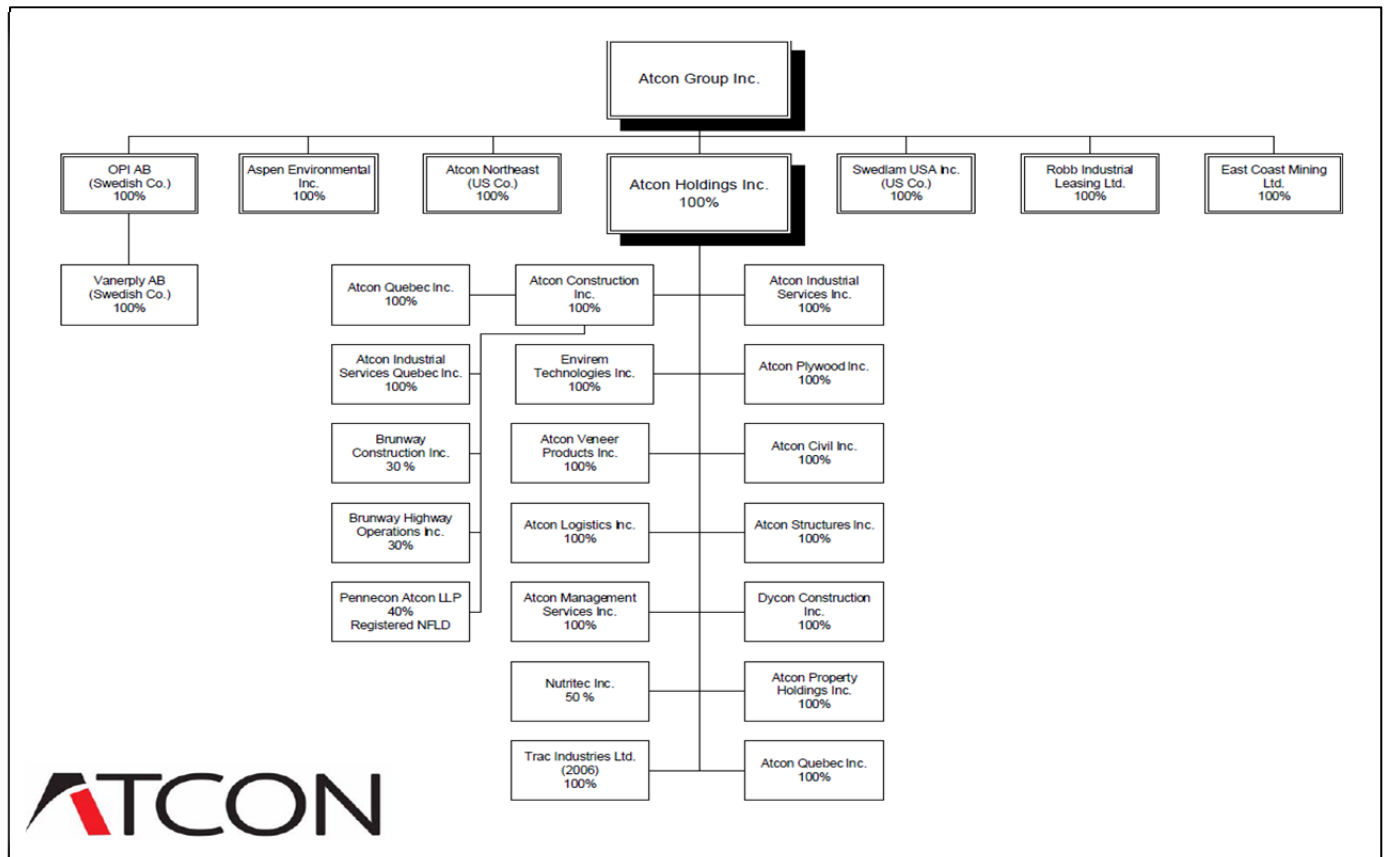 Atcon Group Inc.
OPI AB
(Swedish Co.)
100%
Aspen Environmental
Inc.
100%
Atcon Northeast
(US Co.)
100%
Atcon Holdings Inc.
100%
Swedlam USA Inc.
(US Co.)
100%
Robb Industrial
Leasing Ltd.
100%
East Coast Mining
Ltd.
100%
Vanerply AB
(Swedish Co.)
100%
Atcon Quebec Inc.
100%
Atcon Construction
Inc.
100%
Atcon Industrial
Services Inc.
100%
Atcon Industrial
Services Quebec Inc.
100%
Envirem
Technologies Inc.
100%
Atcon Plywood Inc.
100%
Brunway
Construction Inc.
30 %
Atcon Veneer
Products Inc.
100%
Atcon Civil Inc.
100%
Brunway Highway
Operations Inc.
30%
Atcon Logistics Inc.
100%
Atcon Structures Inc.
100%
Pennecon Atcon LLP
40%
Registered NFLD
Atcon Management
Services Inc.
100%
Dycon Construction
Inc.
100%
Nutritec Inc.
50 %
Atcon Property
Holdings Inc.
100%
Trac Industries Ltd.
(2006)
100%
Atcon Quebec Inc.
100%
ATCON